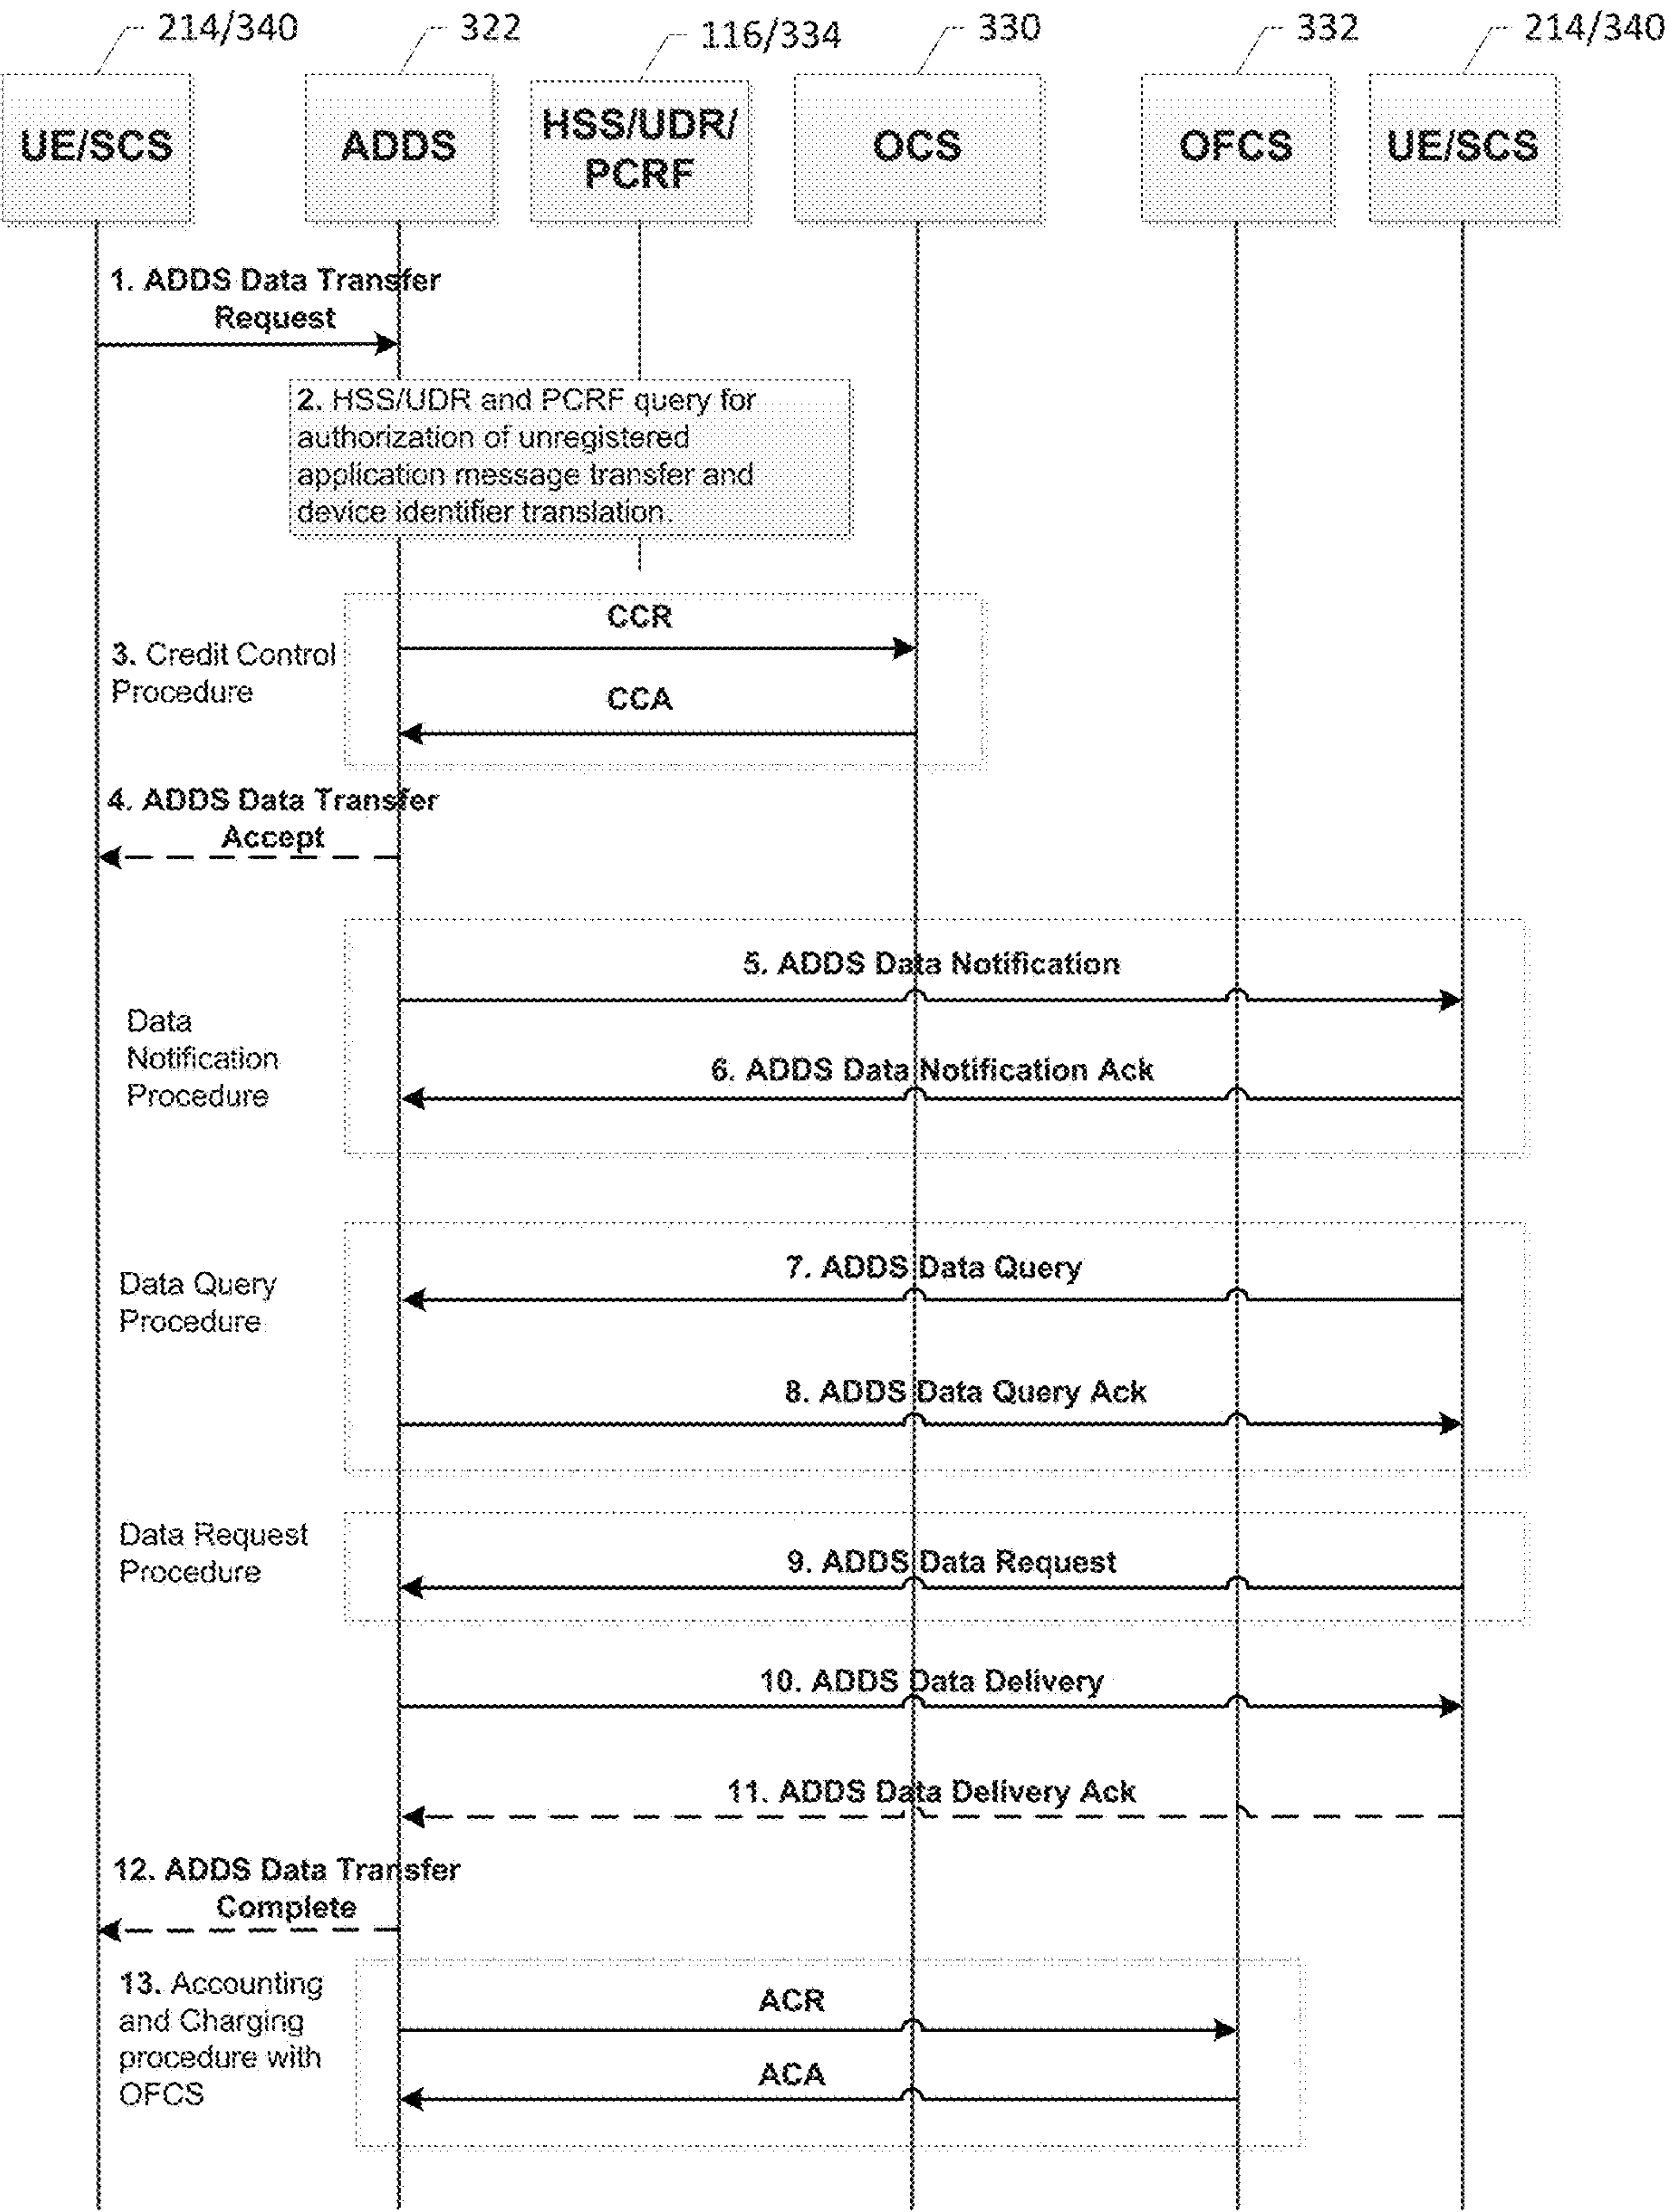 214/340
322
116/334
330
332
214/340
UE/SCS
ADDS
HSS/UDR/
PCRF
OCS
OFCS
UE/SCS
1. ADDS Data Transfer
Request
2. HSS/UDR and PCRF query for
authorization of unregistered
application message transfer and
device identifier translation.
CCR
3. Credit Control
Procedure
CCA
4. ADDS Data Transfer
Accept
5. ADDS Data Notification
Data
Notification
Procedure
6. ADDS Data Notification Ack
7. ADDS Data Query
Data Query
Procedure
8. ADDS Data Query Ack
Data Request
Procedure
9. ADDS Data Request
10. ADDS Data Delivery
11. ADDS Data Delivery Ack
12. ADDS Data Transfer
Complete
13. Accounting
and Charging
procedure with
OFCS
ACR
ACA